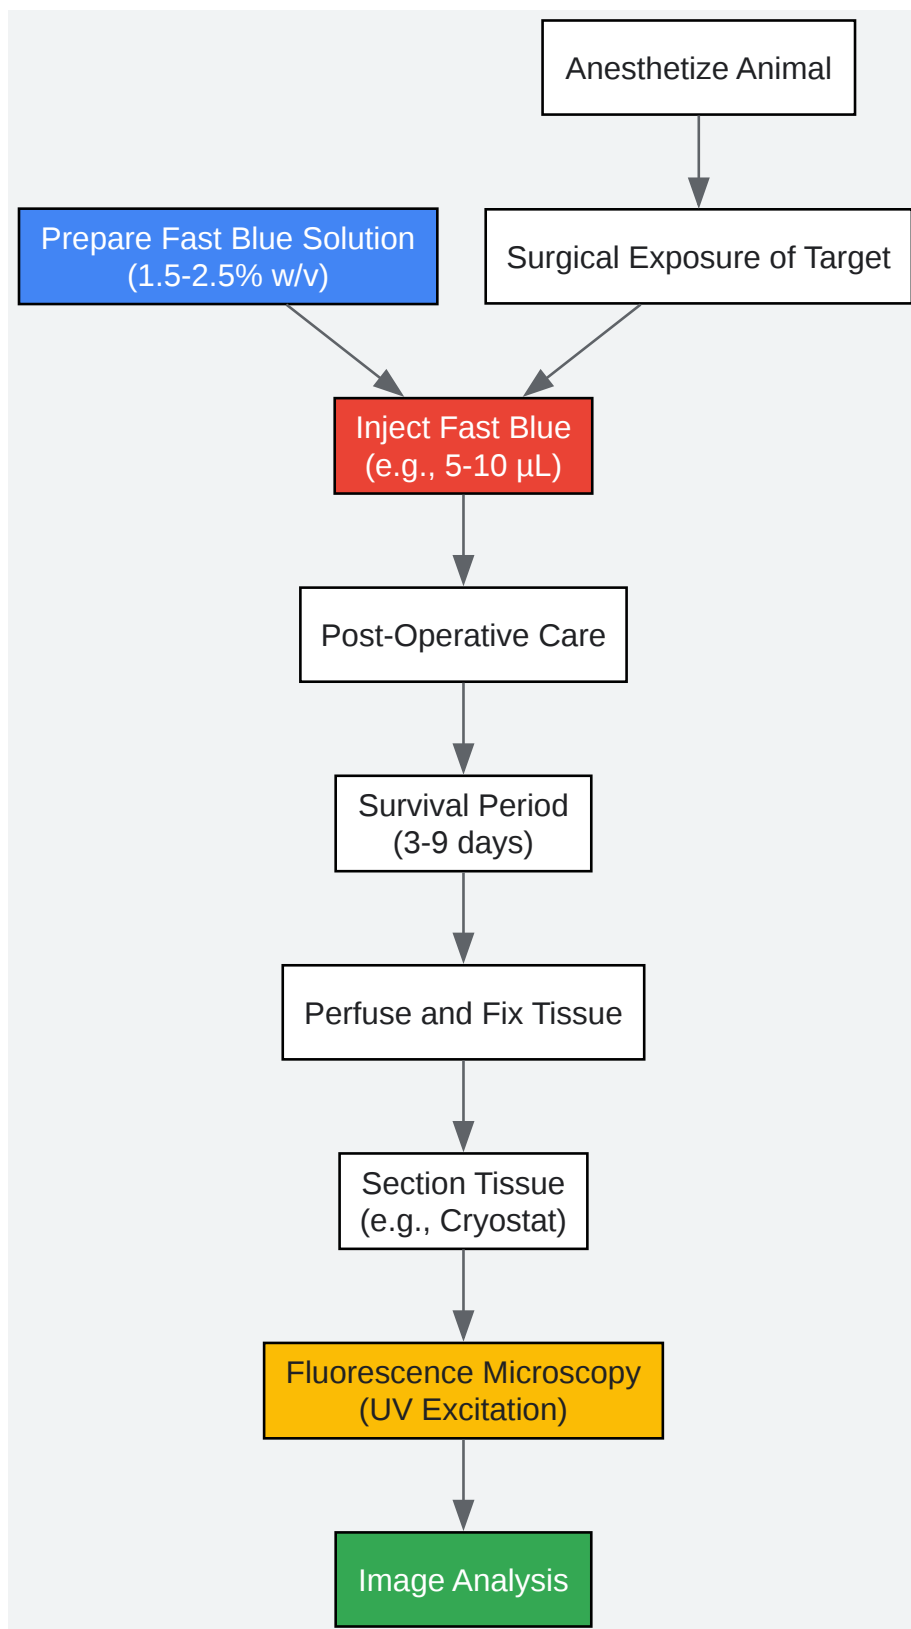 Anesthetize Animal
Prepare Fast Blue Solution
(1.5-2.5% w/v)
Surgical Exposure of Target
Inject Fast Blue
(e.g., 5-10 µL)
Post-Operative Care
Survival Period
(3-9 days)
Perfuse and Fix Tissue
Section Tissue
(e.g., Cryostat)
Fluorescence Microscopy
(UV Excitation)
Image Analysis